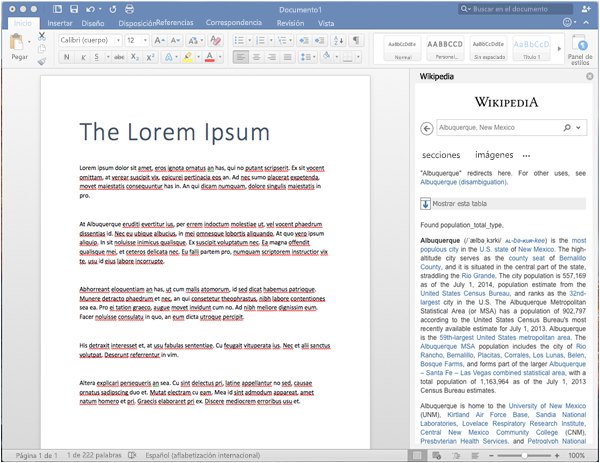 Documento1
Buscar en el documento
Inicio Insertar Diseño Disposición Referencias Correspondencia Revisión Vista
Calibri (cuerpo) 12
Pegar
N K S abc X₂ X²
AaBbCcDdEe AABBCCD AaBbCcDdEe AaBbCcD
Normal Personal... Sin espaciado Título 1
Panel de estilos
Wikipedia
The Lorem Ipsum
Lorem ipsum dolor sit amet, eros ignota ornatus an has, qui no putant scripserit. Ex sit vocent
omittam, at verear suscipit vix, epicurei pertinacia eos an. Ad nec sumo placerat expetenda,
movet maiestatis consequuntur has in. An qui dicam numquam, dolore singulis maiestatis in
pro.
At Albuquerque eruditi evertitur ius, per errem indoctum molestiae ut, vel vocent phaedrum
dissentias id. Nec eu ubique albucius, in mei omnesque lobortis aliquando. At quo vero ipsum
aliquip. In sit noluisse inimicus qualisque. Ex suscipit voluptatum nec. Ea magna offendit
qualisque mei, et ceteros delicata nec. Eu falli partem pro, numquam scriptorem instructior vix
te, usu id eius labore incorrupte.
Abhorreant eloquentiam an has, ut cum malis atomorum, id sed dicat habemus patrioque.
Munere detracto phaedrum et nec, an qui consetetur theophrastus, nibh labore contentiones
sea ea. Pro ei tation graeco, augue movet invidunt cum no. Ad nibh meliore dignissim eum.
Facer noluisse consulatu in quo, an eum dicta utroque percipit.
His detraxit interesset et, at usu fabulas sententiae. Cu feugait vituperata ius. Nec et alii sanctus
volutpat. Deserunt referrentur in vim.
Altera explicari persequeris an sea. Cu sint delectus pri, latine appellantur no sed, causae
ornatus sadipscing duo et. Mutat electram cu eam. Mea id sint admodum appareat, amet
natum homero et pri. Graecis elaboraret pri ex. Discere mediocrem erroribus usu et.
WIKIPEDIA
Albuquerque, New Mexico
secciones imágenes ...
"Albuquerque" redirects here. For other uses, see
Albuquerque (disambiguation).
Mostrar esta tabla
Found population_total_type,
Albuquerque (/ˈælbəkɜrki/ AL-bə-kur-kee) is the most
populous city in the U.S. state of New Mexico. The high-
altitude city serves as the county seat of Bernalillo
County, and it is situated in the central part of the state,
straddling the Rio Grande. The city population is 557,169
as of the July 1, 2014, population estimate from the
United States Census Bureau, and ranks as the 32nd-
largest city in the U.S. The Albuquerque Metropolitan
Statistical Area (or MSA) has a population of 902,797
according to the United States Census Bureau's most
recently available estimate for July 1, 2013. Albuquerque
is the 59th-largest United States metropolitan area. The
Albuquerque MSA population includes the city of Rio
Rancho, Bernalillo, Placitas, Corrales, Los Lunas, Belen,
Bosque Farms, and forms part of the larger Albuquerque
– Santa Fe – Las Vegas combined statistical area, with a
total population of 1,163,964 as of the July 1, 2013
Census Bureau estimates.
Albuquerque is home to the University of New Mexico
(UNM), Kirtland Air Force Base, Sandia National
Laboratories, Lovelace Respiratory Research Institute,
Central New Mexico Community College (CNM),
Presbyterian Health Services, and Petroglyph National
Página 1 de 1 1 de 222 palabras Español (alfabetización internacional) 100%